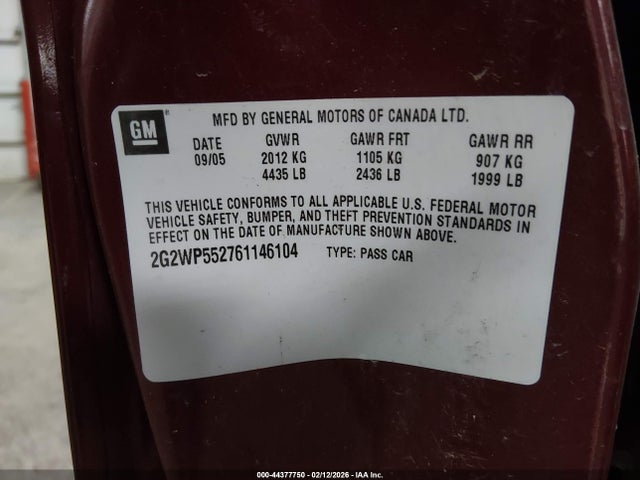 GM
MFD BY GENERAL MOTORS OF CANADA LTD.
DATE GVWR GAWR FRT GAWR RR
09/05 2012 KG 1105 KG 907 KG
4435 LB 2436 LB 1999 LB
THIS VEHICLE CONFORMS TO ALL APPLICABLE U.S. FEDERAL MOTOR
VEHICLE SAFETY, BUMPER, AND THEFT PREVENTION STANDARDS IN
EFFECT ON THE DATE OF MANUFACTURE SHOWN ABOVE.
2G2WP552761146104 TYPE: PASS CAR
000-44377750 - 02/12/2026 - IAA Inc.